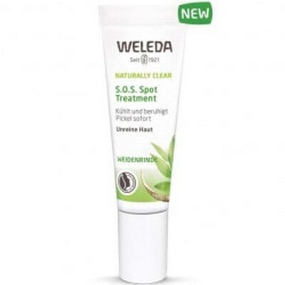 NEW
WELEDA
Seit 1921
NATURALLY CLEAR
S.O.S. Spot
Treatment
Kühlt und beruhigt
Pickel sofort
Unreine Haut
WEIDENRINDE